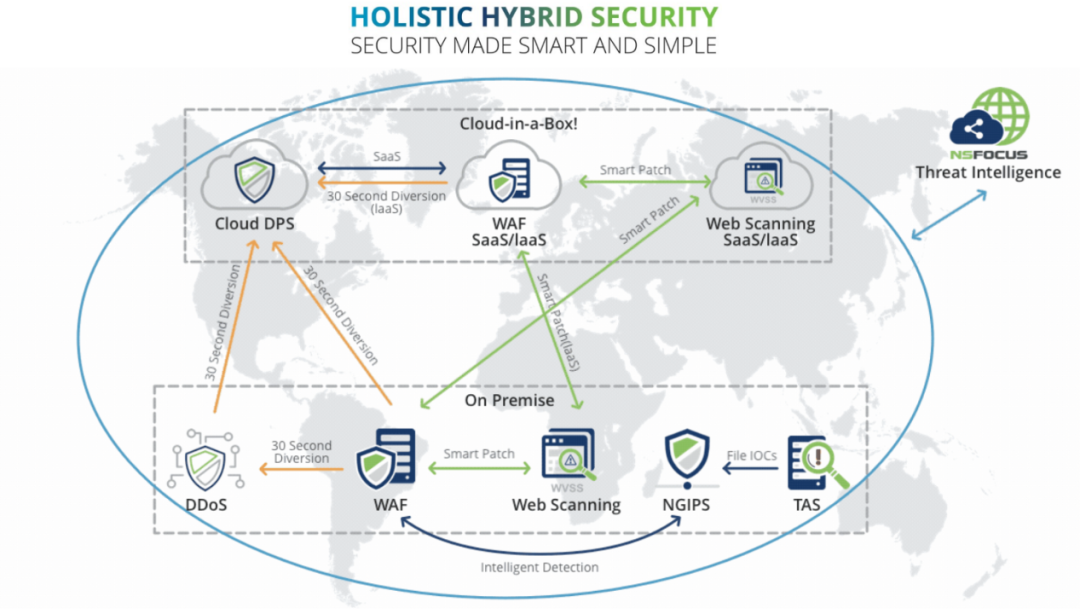 HOLISTIC HYBRID SECURITY
SECURITY MADE SMART AND SIMPLE
Cloud-in-a-Box!
NSFOCUS
Threat Intelligence
SaaS
30 Second Diversion
(IaaS)
Smart Patch
WVSS
Cloud DPS
WAF
SaaS/IaaS
Web Scanning
SaaS/IaaS
Smart Patch
30 Second Diversion
30 Second Diversion
Smart Patch(IaaS)
On Premise
30 Second
Diversion
Smart Patch
File IOCs
WVSS
DDoS
WAF
Web Scanning
NGIPS
TAS
Intelligent Detection